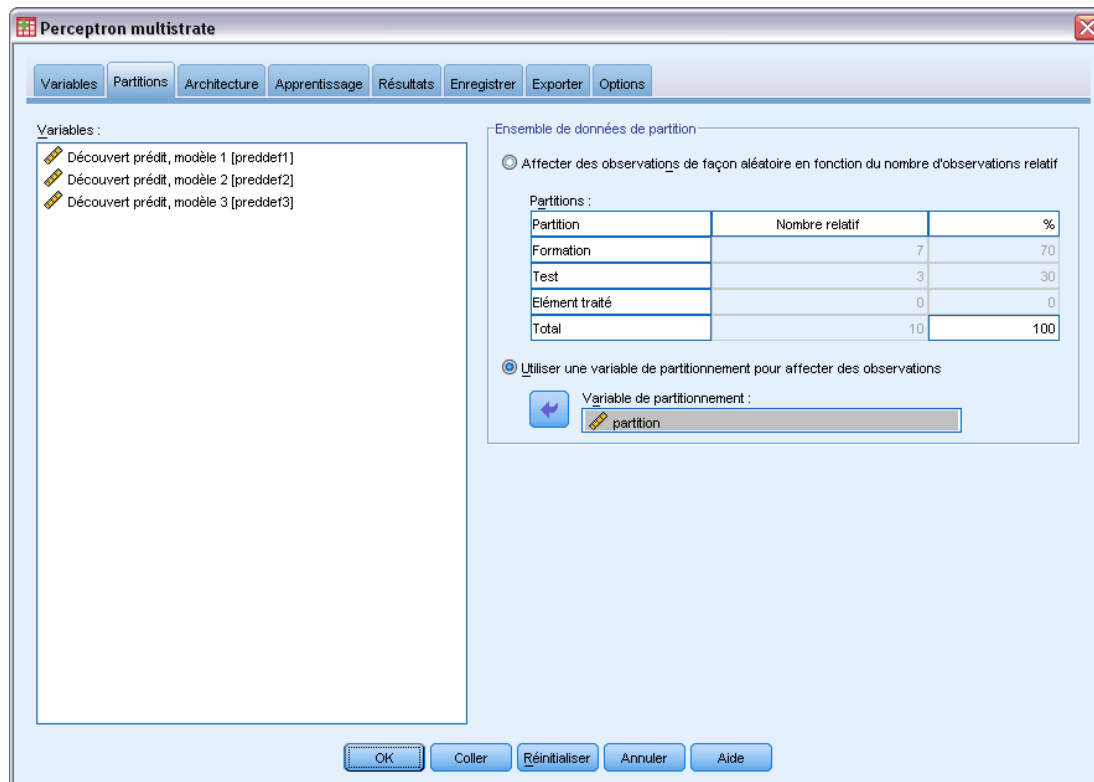 Perceptron multistrate
Variables Partitions Architecture Apprentissage Résultats Enregistrer Exporter Options
Variables :
Découvert prédit, modèle 1 [preddef1]
Découvert prédit, modèle 2 [preddef2]
Découvert prédit, modèle 3 [preddef3]
Ensemble de données de partition
Affecter des observations de façon aléatoire en fonction du nombre d'observations relatif
Partitions :
Partition Nombre relatif %
Formation 7 70
Test 3 30
Elément traité 0 0
Total 10 100
Utiliser une variable de partitionnement pour affecter des observations
Variable de partitionnement :
partition
OK Coller Réinitialiser Annuler Aide